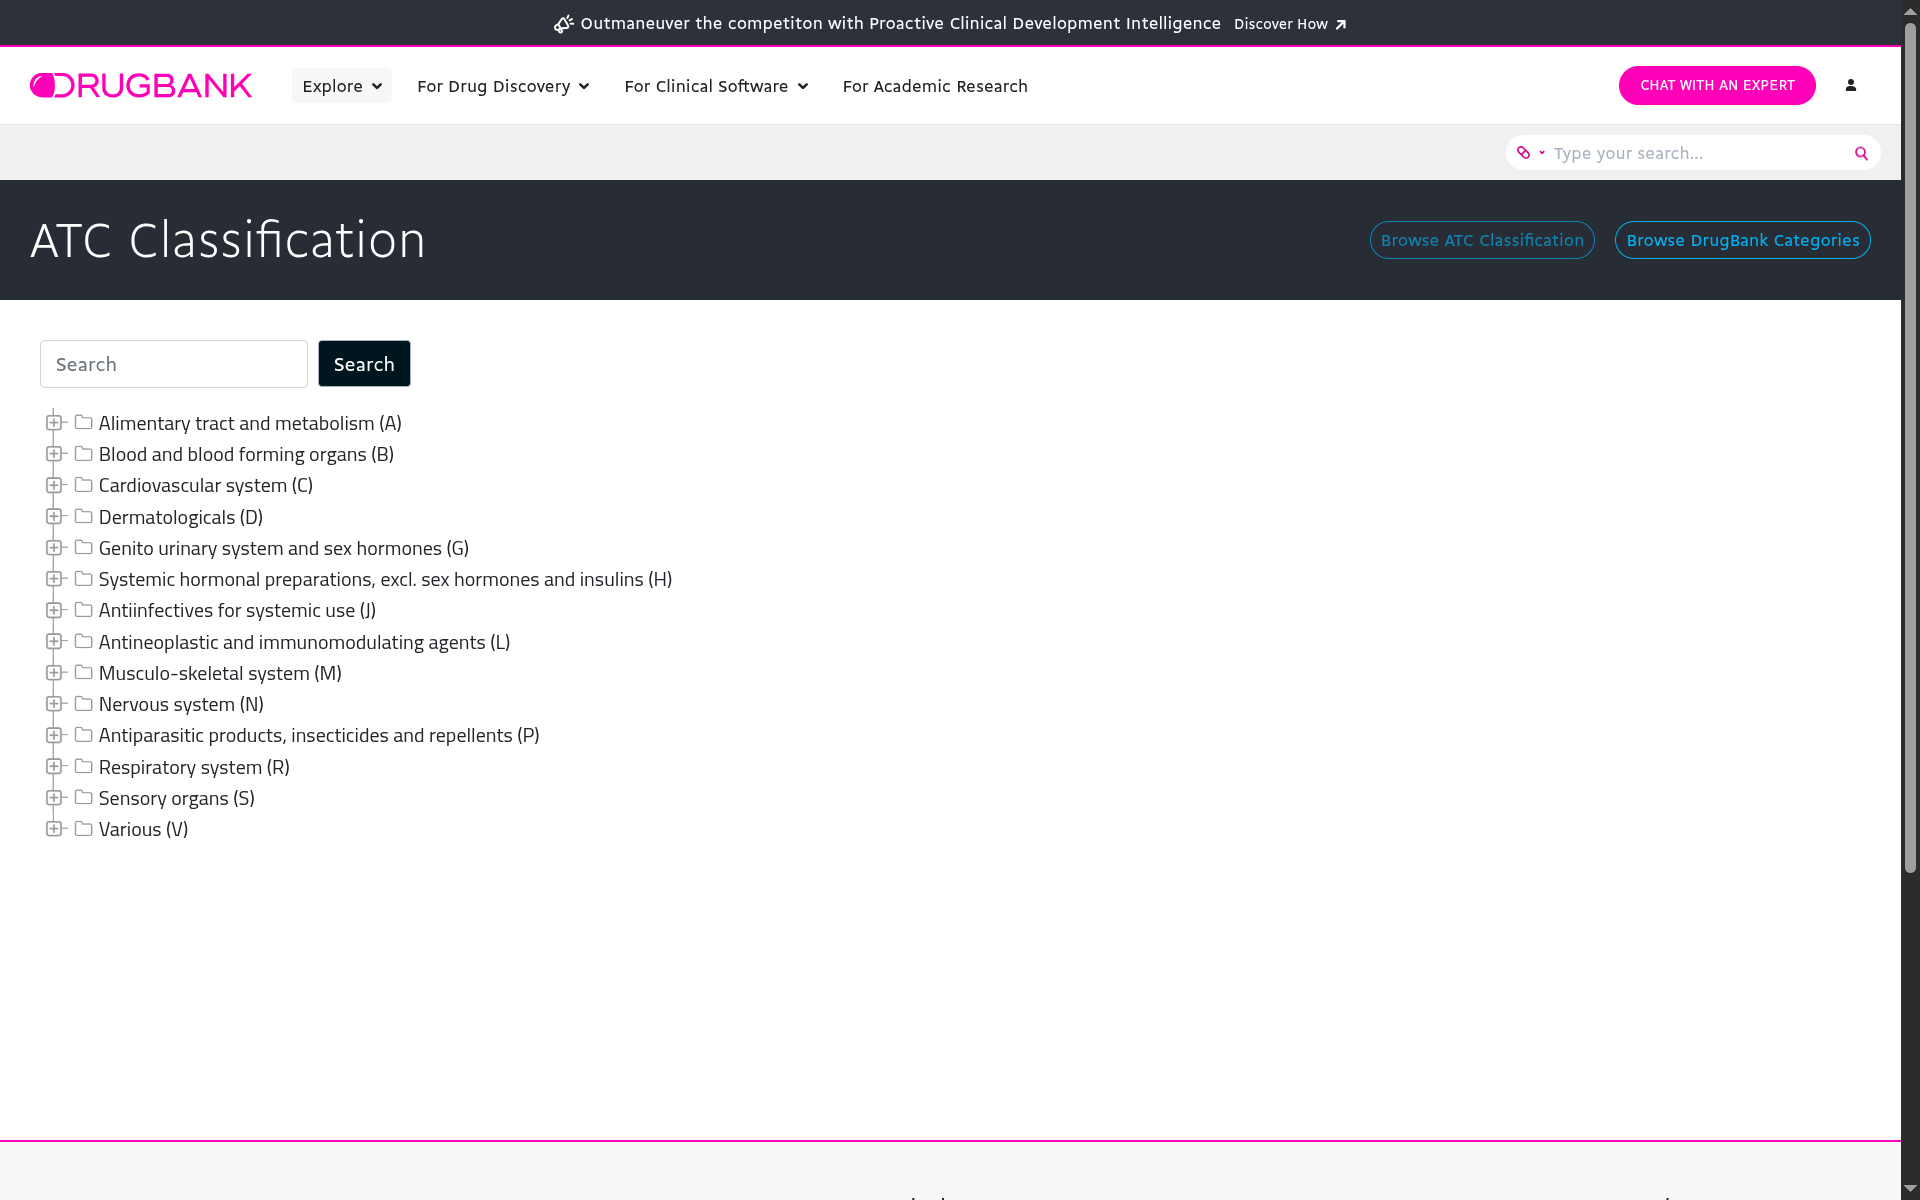 Outmaneuver the competiton with Proactive Clinical Development Intelligence Discover How
DRUGBANK Explore For Drug Discovery For Clinical Software For Academic Research CHAT WITH AN EXPERT
Type your search...
ATC Classification Browse ATC Classification Browse DrugBank Categories
Search Search
Alimentary tract and metabolism (A)
Blood and blood forming organs (B)
Cardiovascular system (C)
Dermatologicals (D)
Genito urinary system and sex hormones (G)
Systemic hormonal preparations, excl. sex hormones and insulins (H)
Antiinfectives for systemic use (J)
Antineoplastic and immunomodulating agents (L)
Musculo-skeletal system (M)
Nervous system (N)
Antiparasitic products, insecticides and repellents (P)
Respiratory system (R)
Sensory organs (S)
Various (V)